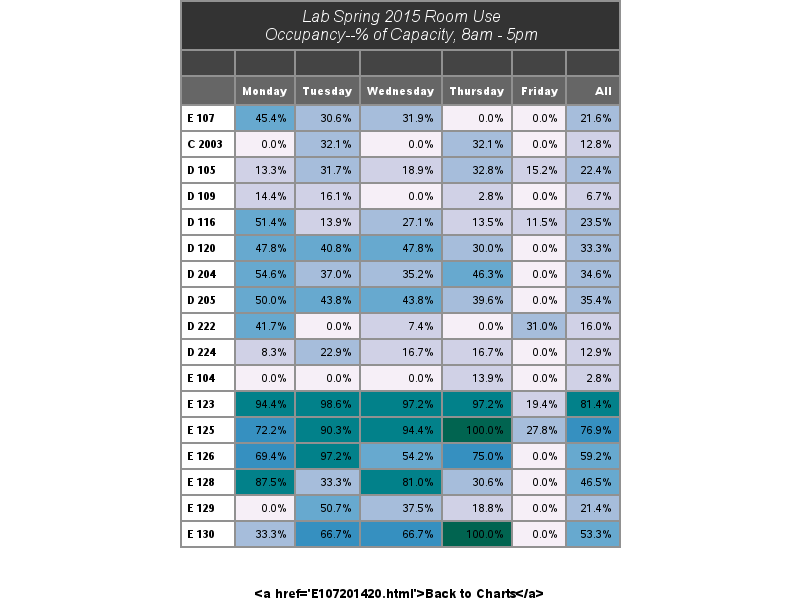 Lab Spring 2015 Room Use
Occupancy--% of Capacity, 8am - 5pm
Monday Tuesday Wednesday Thursday Friday All
E 107 45.4% 30.6% 31.9% 0.0% 0.0% 21.6%
C 2003 0.0% 32.1% 0.0% 32.1% 0.0% 12.8%
D 105 13.3% 31.7% 18.9% 32.8% 15.2% 22.4%
D 109 14.4% 16.1% 0.0% 2.8% 0.0% 6.7%
D 116 51.4% 13.9% 27.1% 13.5% 11.5% 23.5%
D 120 47.8% 40.8% 47.8% 30.0% 0.0% 33.3%
D 204 54.6% 37.0% 35.2% 46.3% 0.0% 34.6%
D 205 50.0% 43.8% 43.8% 39.6% 0.0% 35.4%
D 222 41.7% 0.0% 7.4% 0.0% 31.0% 16.0%
D 224 8.3% 22.9% 16.7% 16.7% 0.0% 12.9%
E 104 0.0% 0.0% 0.0% 13.9% 0.0% 2.8%
E 123 94.4% 98.6% 97.2% 97.2% 19.4% 81.4%
E 125 72.2% 90.3% 94.4% 100.0% 27.8% 76.9%
E 126 69.4% 97.2% 54.2% 75.0% 0.0% 59.2%
E 128 87.5% 33.3% 81.0% 30.6% 0.0% 46.5%
E 129 0.0% 50.7% 37.5% 18.8% 0.0% 21.4%
E 130 33.3% 66.7% 66.7% 100.0% 0.0% 53.3%
<a href='E107201420.html'>Back to Charts</a>